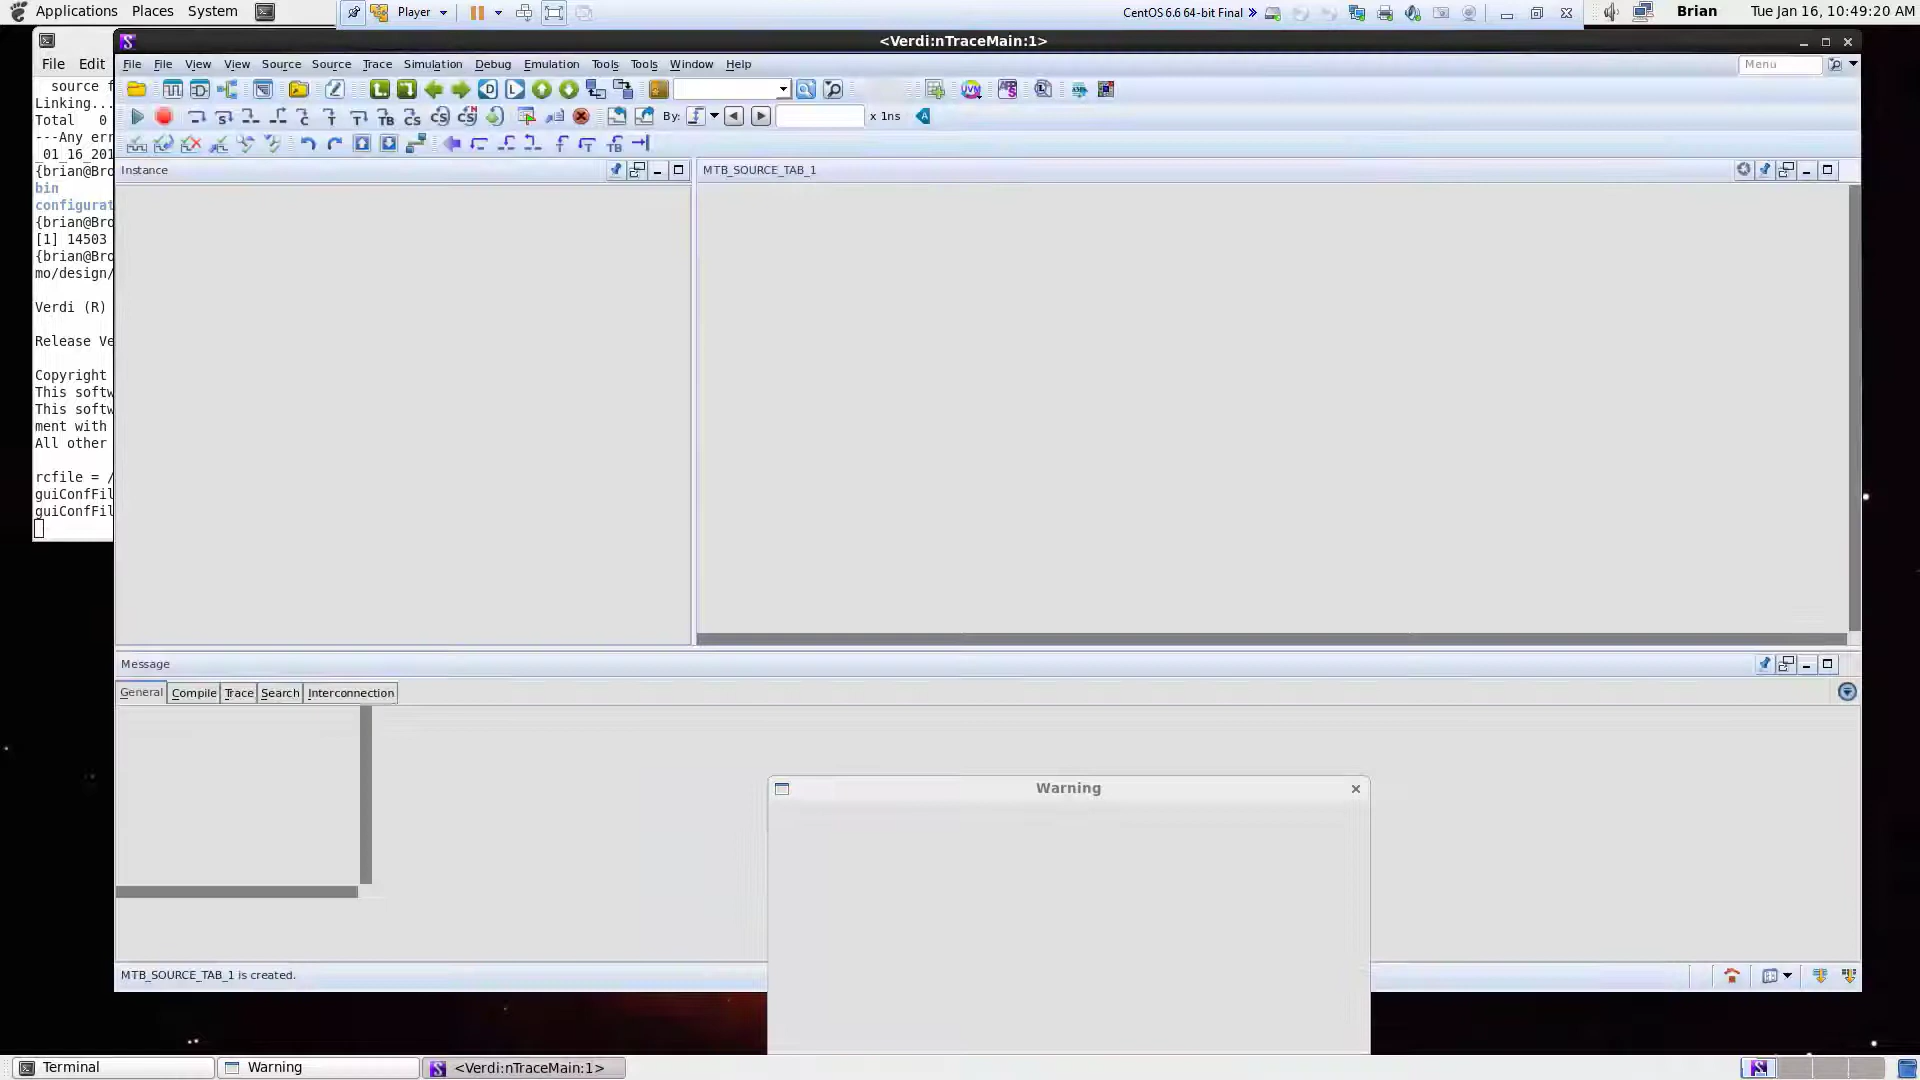 Applications Places System
Player
CentOS 6.6 64-bit Final »
Brian
Tue Jan 16, 10:49:20 AM
<Verdi:nTraceMain:1>
File Edit
File File View View Source Source Trace Simulation Debug Emulation Tools Tools Window Help
Menu
source f
Linking...
Total 0
By:
x 1ns
---Any err
_01_16_201
{brian@Bro
Instance
MTB_SOURCE_TAB_1
bin
configurat
{brian@Bro
[1] 14503
{brian@Bro
mo/design/
Verdi (R)
Release Ve
Copyright
This softw
This softw
ment with
All other
rcfile = /
guiConfFil
guiConfFil
Message
General Compile Trace Search Interconnection
Warning
MTB_SOURCE_TAB_1 is created.
Terminal
Warning
<Verdi:nTraceMain:1>